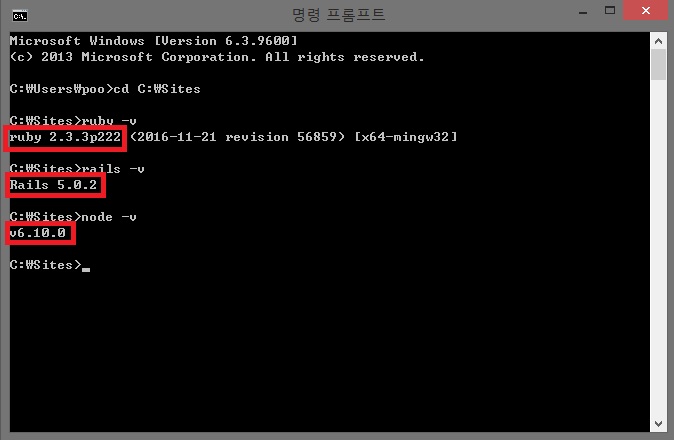 명령 프롬프트
Microsoft Windows [Version 6.3.9600]
(c) 2013 Microsoft Corporation. All rights reserved.
C:₩Users₩poo>cd C:₩Sites
C:₩Sites>ruby -v
ruby 2.3.3p222 (2016-11-21 revision 56859) [x64-mingw32]
C:₩Sites>rails -v
Rails 5.0.2
C:₩Sites>node -v
v6.10.0
C:₩Sites>_